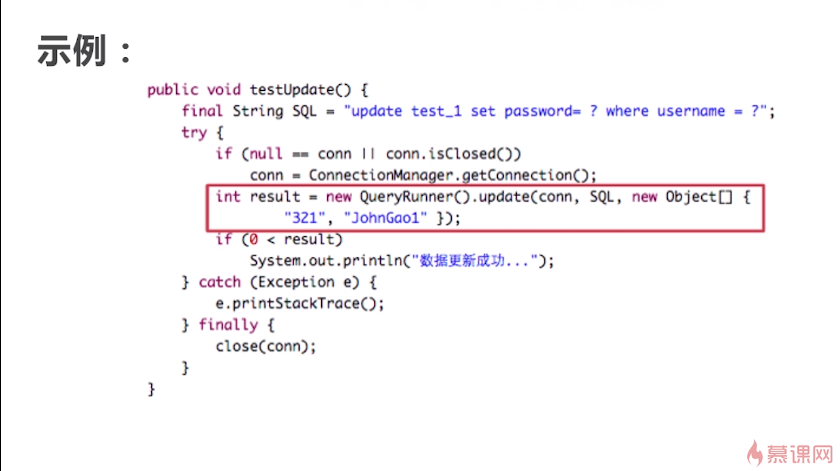 示例：
public void testUpdate() {
final String SQL = "update test_1 set password= ? where username = ?";
try {
if (null == conn || conn.isClosed())
conn = ConnectionManager.getConnection();
int result = new QueryRunner().update(conn, SQL, new Object[] {
"321", "JohnGao1" });
if (0 < result)
System.out.println("数据更新成功...");
} catch (Exception e) {
e.printStackTrace();
} finally {
close(conn);
}
}
慕课网